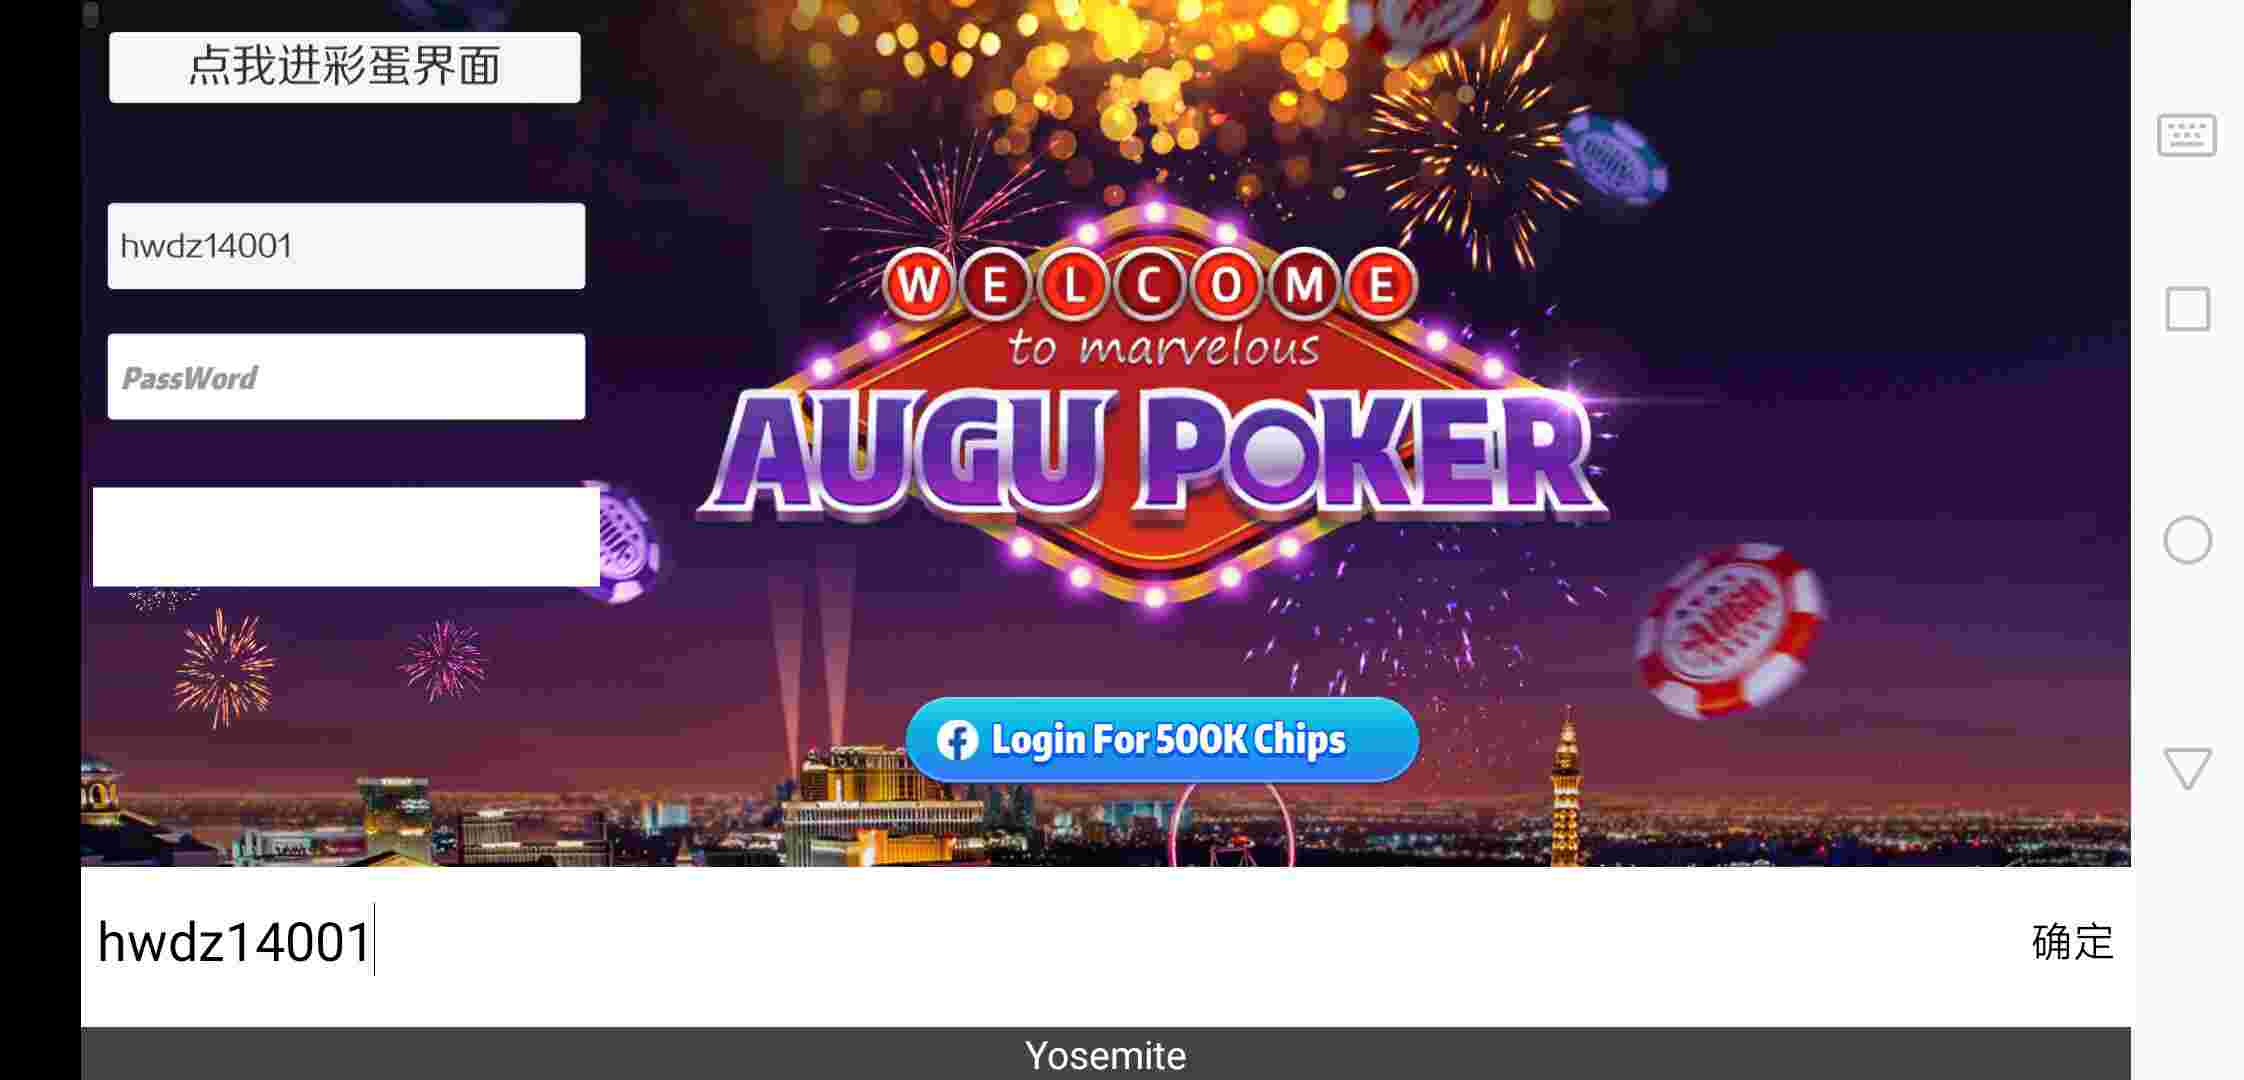 点我进彩蛋界面
hwdz14001
PassWord
WELCOME
to marvelous
AUGU POKER
Login For 500K Chips
hwdz14001
确定
Yosemite